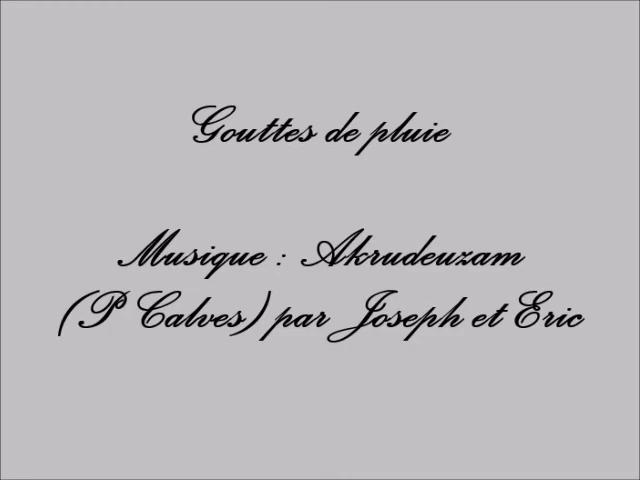 Gouttes de pluie
Musique : Akrudeuzam
(P Calves) par Joseph et Eric